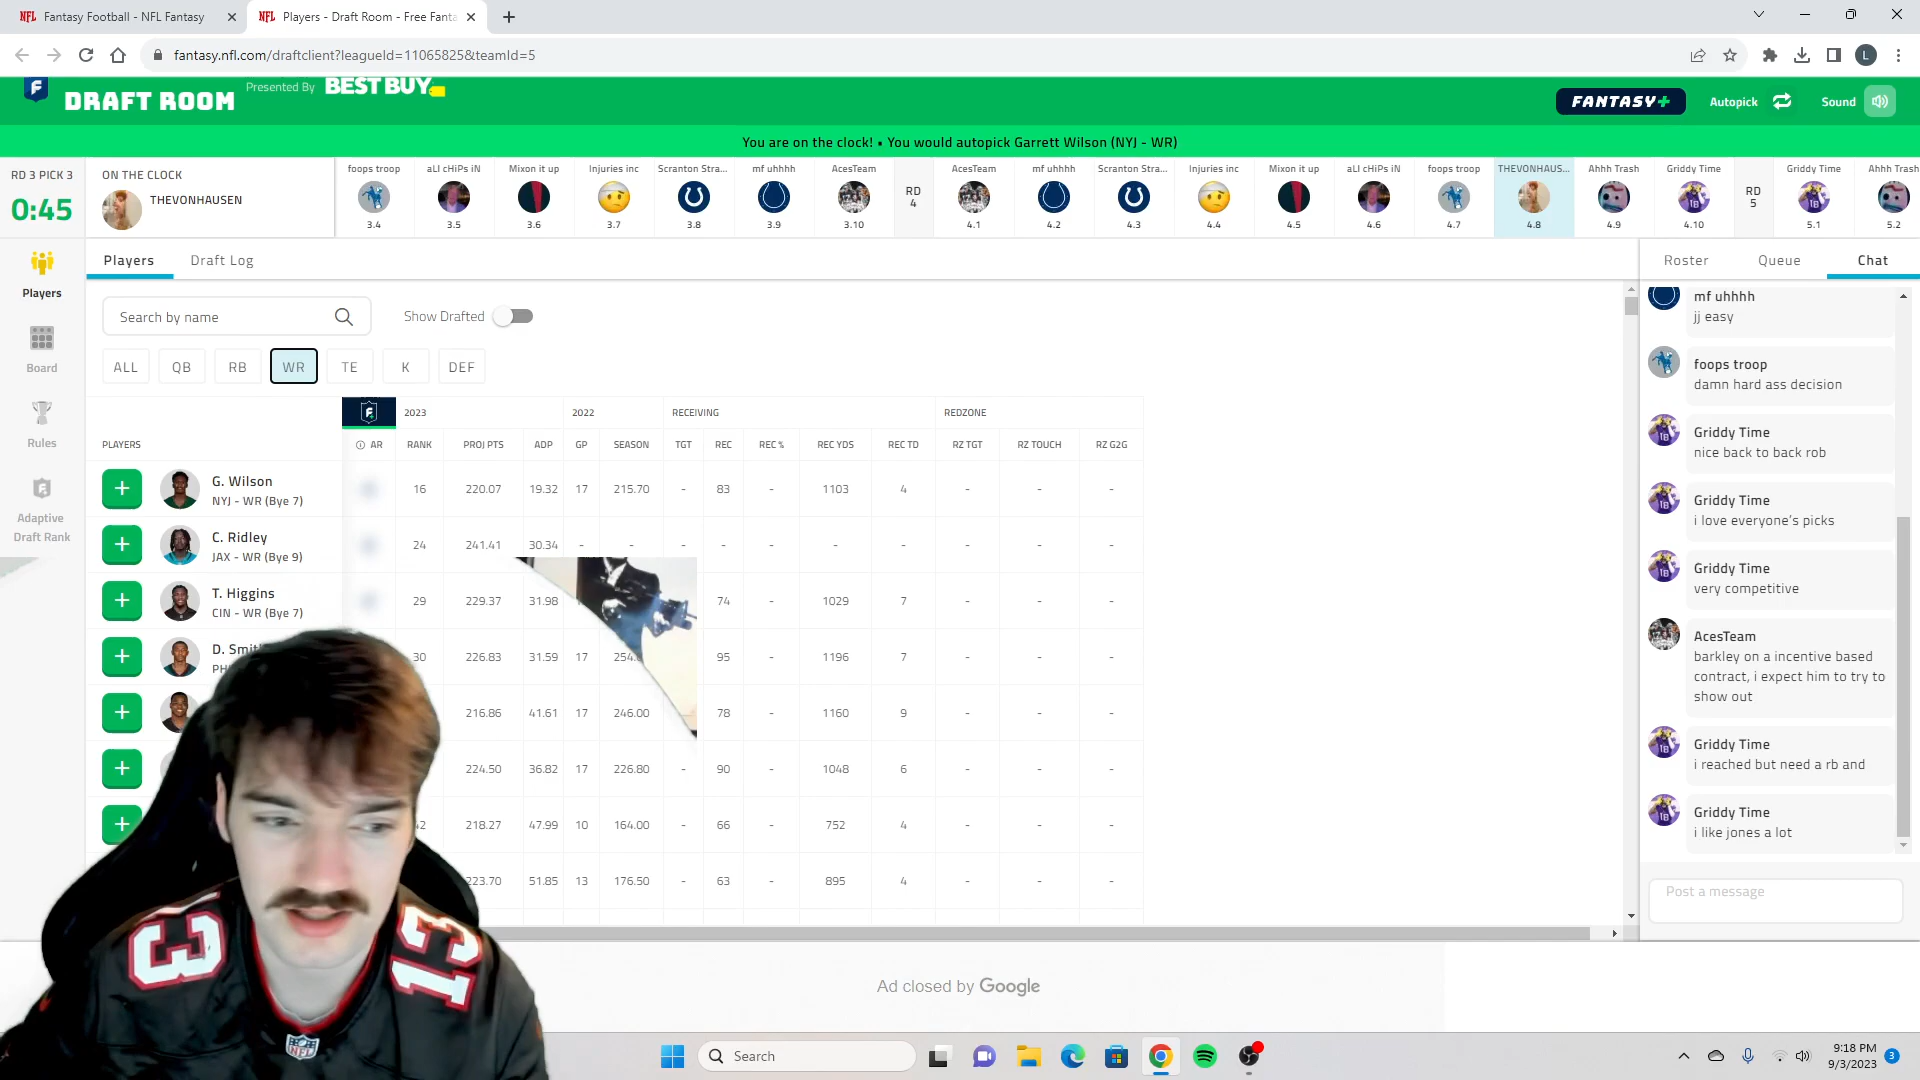 Fantasy Football - NFL Fantasy
Players - Draft Room - Free Fanta
fantasy.nfl.com/draftclient?leagueId=11065825&teamId=5
L
DRAFT ROOM
Presented By BEST BUY
FANTASY+
Autopick
Sound
You are on the clock! • You would autopick Garrett Wilson (NYJ - WR)
RD 3 PICK 3
0:45
ON THE CLOCK
THEVONHAUSEN
foops troop
3.4
aLl cHiPs iN
3.5
Mixon it up
3.6
Injuries inc
3.7
Scranton Stra...
3.8
mf uhhhh
3.9
AcesTeam
3.10
RD
4
AcesTeam
4.1
mf uhhhh
4.2
Scranton Stra...
4.3
Injuries inc
4.4
Mixon it up
4.5
aLl cHiPs iN
4.6
foops troop
4.7
THEVONHAUS...
4.8
Ahhh Trash
4.9
Griddy Time
4.10
RD
5
Griddy Time
5.1
Ahhh Trash
5.2
Players
Board
Rules
Adaptive
Draft Rank
Players
Draft Log
Search by name
Show Drafted
ALL
QB
RB
WR
TE
K
DEF
2023
2022
RECEIVING
REDZONE
PLAYERS
AR
RANK
PROJ PTS
ADP
GP
SEASON
TGT
REC
REC %
REC YDS
REC TD
RZ TGT
RZ TOUCH
RZ G2G
G. Wilson
NYJ - WR (Bye 7)
16 220.07 19.32 17 215.70 - 83 - 1103 4 - - -
C. Ridley
JAX - WR (Bye 9)
24 241.41 30.34 - - - - - - - - - -
T. Higgins
CIN - WR (Bye 7)
29 229.37 31.98 74 - 1029 7 - - -
D. Smit
30 226.83 31.59 17 95 - 1196 7 - - -
216.86 41.61 17 246.00 78 - 1160 9 - - -
224.50 36.82 17 226.80 - 90 - 1048 6 - - -
218.27 47.99 10 164.00 - 66 - 752 4 - - -
223.70 51.85 13 176.50 - 63 - 895 4 - - -
Roster
Queue
Chat
mf uhhhh
jj easy
foops troop
damn hard ass decision
Griddy Time
nice back to back rob
Griddy Time
i love everyone's picks
Griddy Time
very competitive
AcesTeam
barkley on a incentive based
contract, i expect him to try to
show out
Griddy Time
i reached but need a rb and
Griddy Time
i like jones a lot
Post a message
Ad closed by Google
13
13
NFL
Search
9:18 PM
9/3/2023
3